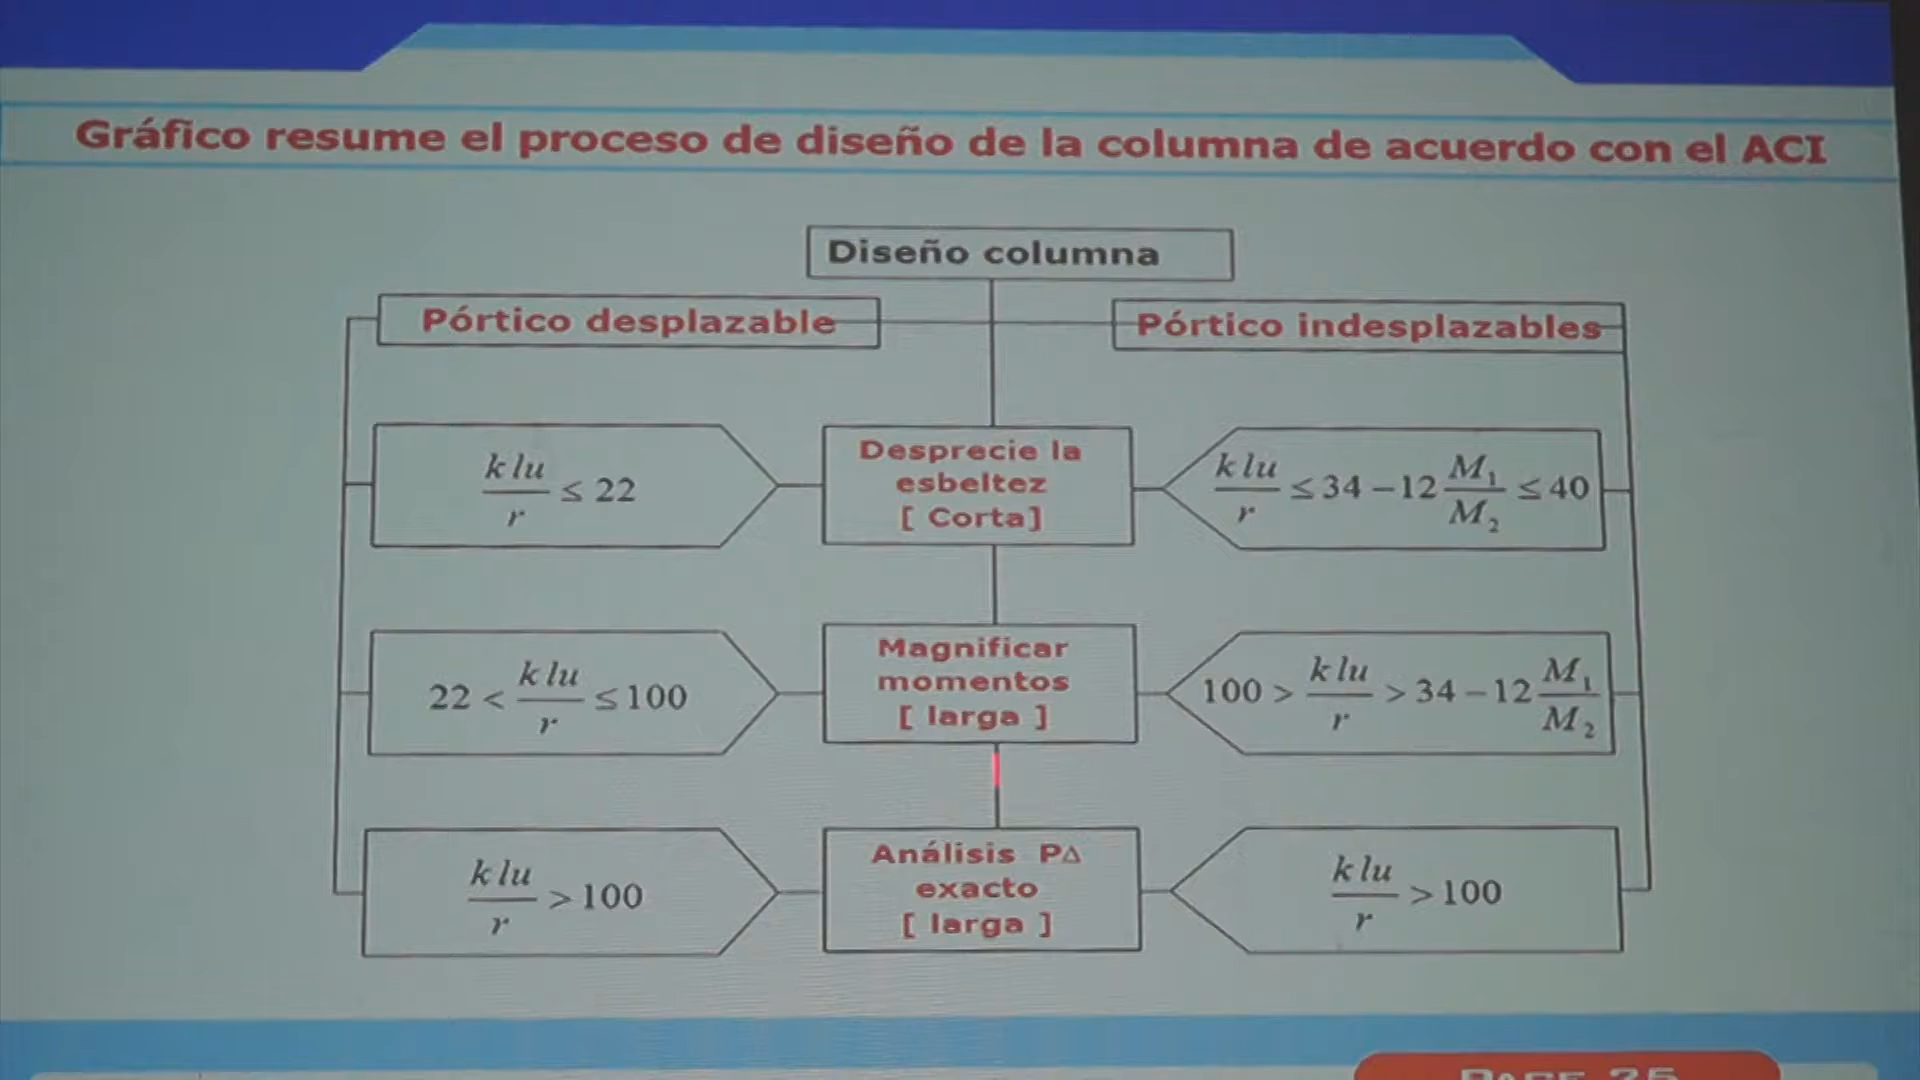 Gráfico resume el proceso de diseño de la columna de acuerdo con el ACI
Diseño columna
Pórtico desplazable
Pórtico indesplazables
k lu / r ≤ 22
Desprecie la
esbeltez
[ Corta]
k lu / r ≤ 34 – 12 M₁ / M₂ ≤ 40
22 < k lu / r ≤ 100
Magnificar
momentos
[ larga ]
100 > k lu / r > 34 – 12 M₁ / M₂
k lu / r > 100
Análisis P∆
exacto
[ larga ]
k lu / r > 100
PAGE 25